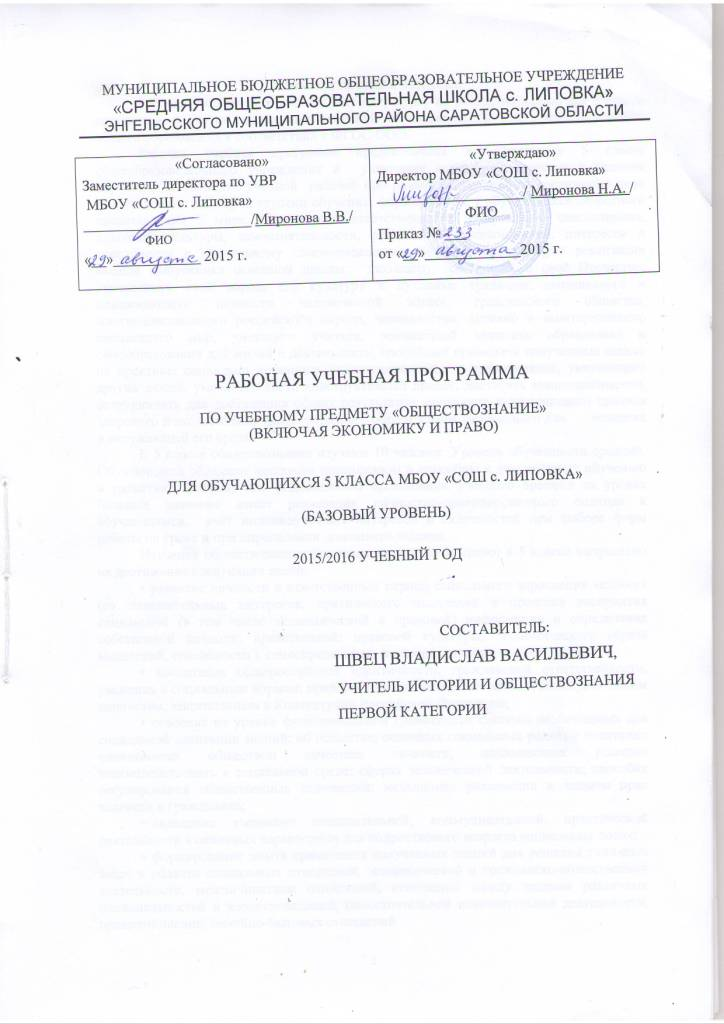 МУНИЦИПАЛЬНОЕ БЮДЖЕТНОЕ ОБЩЕОБРАЗОВАТЕЛЬНОЕ УЧРЕЖДЕНИЕ
«СРЕДНЯЯ ОБЩЕОБРАЗОВАТЕЛЬНАЯ ШКОЛА с. ЛИПОВКА»
ЭНГЕЛЬССКОГО МУНИЦИПАЛЬНОГО РАЙОНА САРАТОВСКОЙ ОБЛАСТИ
«Согласовано»
Заместитель директора по УВР
МБОУ «СОШ с. Липовка»
/Миронова В.В./
ФИО
«29» августа 2015 г.
«Утверждаю»
Директор МБОУ «СОШ с. Липовка»
/ Миронова Н.А. /
ФИО
Приказ № 233
от «29» августа 2015 г.
РАБОЧАЯ УЧЕБНАЯ ПРОГРАММА
ПО УЧЕБНОМУ ПРЕДМЕТУ «ОБЩЕСТВОЗНАНИЕ»
(ВКЛЮЧАЯ ЭКОНОМИКУ И ПРАВО)
ДЛЯ ОБУЧАЮЩИХСЯ 5 КЛАССА МБОУ «СОШ с. ЛИПОВКА»
(БАЗОВЫЙ УРОВЕНЬ)
2015/2016 УЧЕБНЫЙ ГОД
СОСТАВИТЕЛЬ:
ШВЕЦ ВЛАДИСЛАВ ВАСИЛЬЕВИЧ,
УЧИТЕЛЬ ИСТОРИИ И ОБЩЕСТВОЗНАНИЯ
ПЕРВОЙ КАТЕГОРИИ